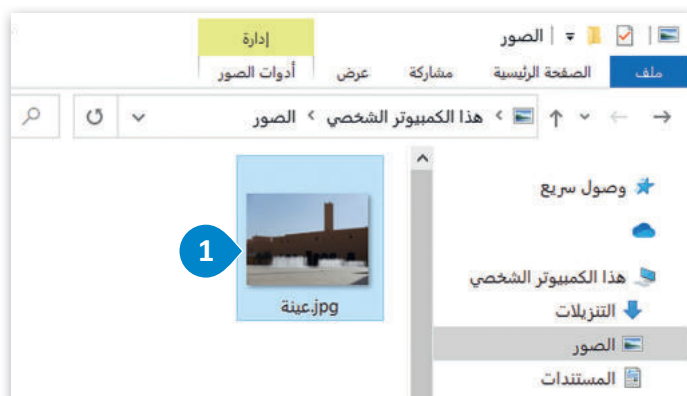 الصور
إدارة
ملف
الصفحة الرئيسية
مشاركة
عرض
أدوات الصور
هذا الكمبيوتر الشخصي
الصور
وصول سريع
هذا الكمبيوتر الشخصي
التنزيلات
الصور
المستندات
1
عينة.jpg